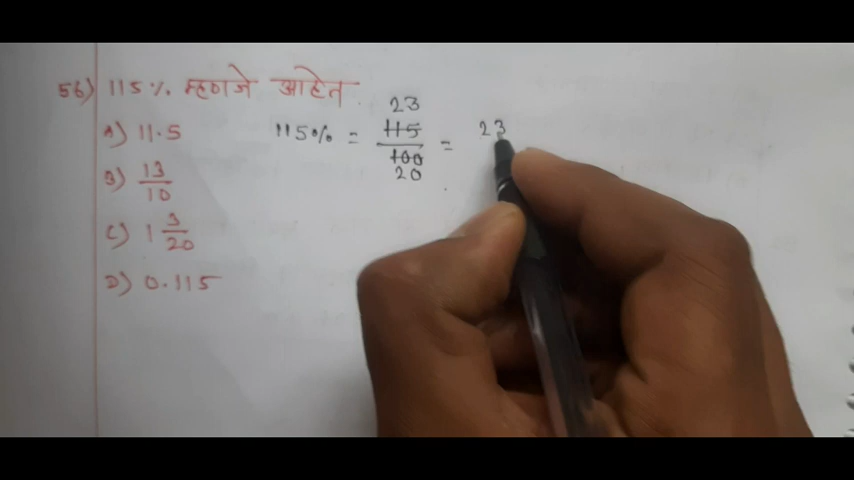 56) 115% म्हणजे आहेत.
A) 11.5
B) 13/10
C) 1 3/20
D) 0.115
115% = 115/100 = 23
23
20